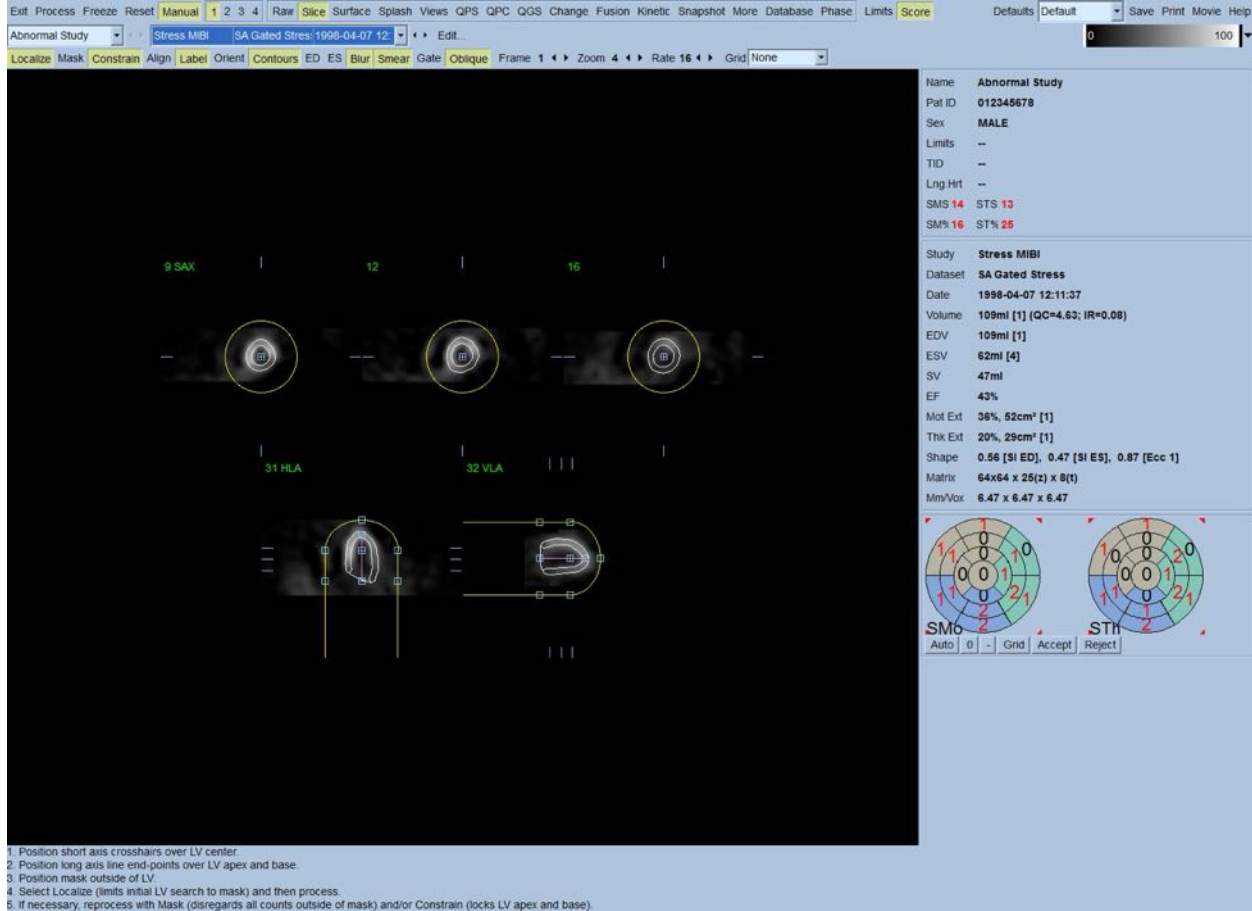 Exit Process Freeze Reset Manual 1 2 3 4 Raw Slice Surface Splash Views QPS QPC QGS Change Fusion Kinetic Snapshot More Database Phase Limits Score Defaults Default Save Print Movie Help
Abnormal Study Stress MIBI SA Gated Stres: 1998-04-07 12: Edit... 0 100
Localize Mask Constrain Align Label Orient Contours ED ES Blur Smear Gate Oblique Frame 1 Zoom 4 Rate 16 Grid None
Name Abnormal Study
Pat ID 012345678
Sex MALE
Limits --
TID --
Lng:Hrt --
SMS 14 STS 13
SM% 16 ST% 25
Study Stress MIBI
Dataset SA Gated Stress
Date 1998-04-07 12:11:37
Volume 109ml [1] (QC=4.63; IR=0.08)
EDV 109ml [1]
ESV 62ml [4]
SV 47ml
EF 43%
Mot Ext 36%, 52cm² [1]
Thk Ext 20%, 29cm² [1]
Shape 0.56 [SI ED], 0.47 [SI ES], 0.87 [Ecc 1]
Matrix 64x64 x 25(z) x 8(t)
Mm/Vox 6.47 x 6.47 x 6.47
9 SAX 12 16
31 HLA 32 VLA
SMo STh
Auto 0 - Grid Accept Reject
1. Position short axis crosshairs over LV center.
2. Position long axis line end-points over LV apex and base.
3. Position mask outside of LV.
4. Select Localize (limits initial LV search to mask) and then process.
5. If necessary, reprocess with Mask (disregards all counts outside of mask) and/or Constrain (locks LV apex and base).